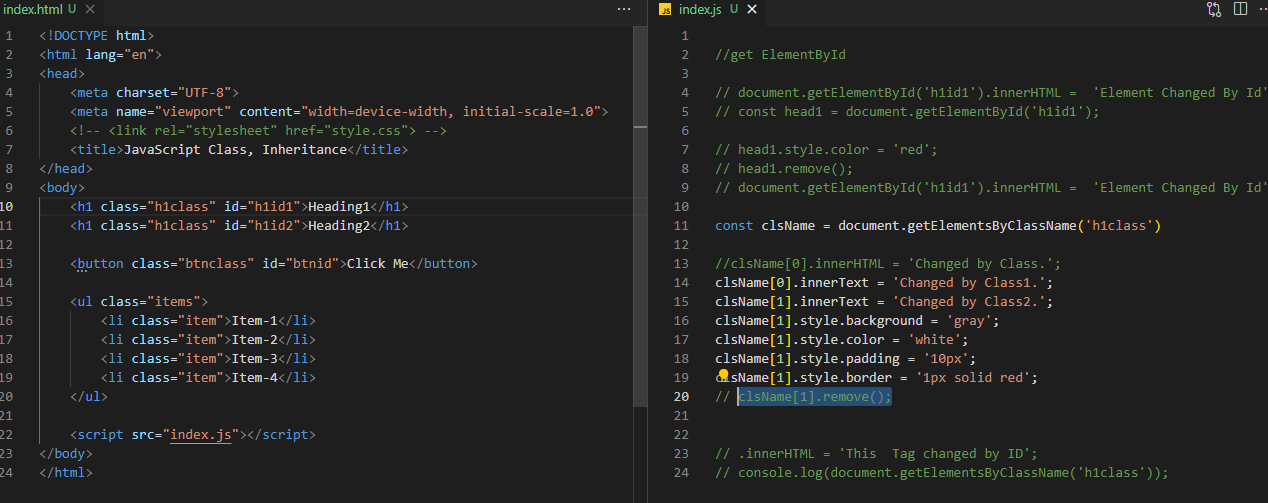 index.html U
1 <!DOCTYPE html>
2 <html lang="en">
3 <head>
4 <meta charset="UTF-8">
5 <meta name="viewport" content="width=device-width, initial-scale=1.0">
6 <!-- <link rel="stylesheet" href="style.css"> -->
7 <title>JavaScript Class, Inheritance</title>
8 </head>
9 <body>
10 <h1 class="h1class" id="h1id1">Heading1</h1>
11 <h1 class="h1class" id="h1id2">Heading2</h1>
12
13 <button class="btnclass" id="btnid">Click Me</button>
14
15 <ul class="items">
16 <li class="item">Item-1</li>
17 <li class="item">Item-2</li>
18 <li class="item">Item-3</li>
19 <li class="item">Item-4</li>
20 </ul>
21
22 <script src="index.js"></script>
23 </body>
24 </html>
JS index.js U
1
2 //get ElementById
3
4 // document.getElementById('h1id1').innerHTML =  'Element Changed By Id'
5 // const head1 = document.getElementById('h1id1');
6
7 // head1.style.color = 'red';
8 // head1.remove();
9 // document.getElementById('h1id1').innerHTML =  'Element Changed By Id'
10
11 const clsName = document.getElementsByClassName('h1class')
12
13 //clsName[0].innerHTML = 'Changed by Class.';
14 clsName[0].innerText = 'Changed by Class1.';
15 clsName[1].innerText = 'Changed by Class2.';
16 clsName[1].style.background = 'gray';
17 clsName[1].style.color = 'white';
18 clsName[1].style.padding = '10px';
19 clsName[1].style.border = '1px solid red';
20 // clsName[1].remove();
21
22
23 // .innerHTML = 'This  Tag changed by ID';
24 // console.log(document.getElementsByClassName('h1class'));